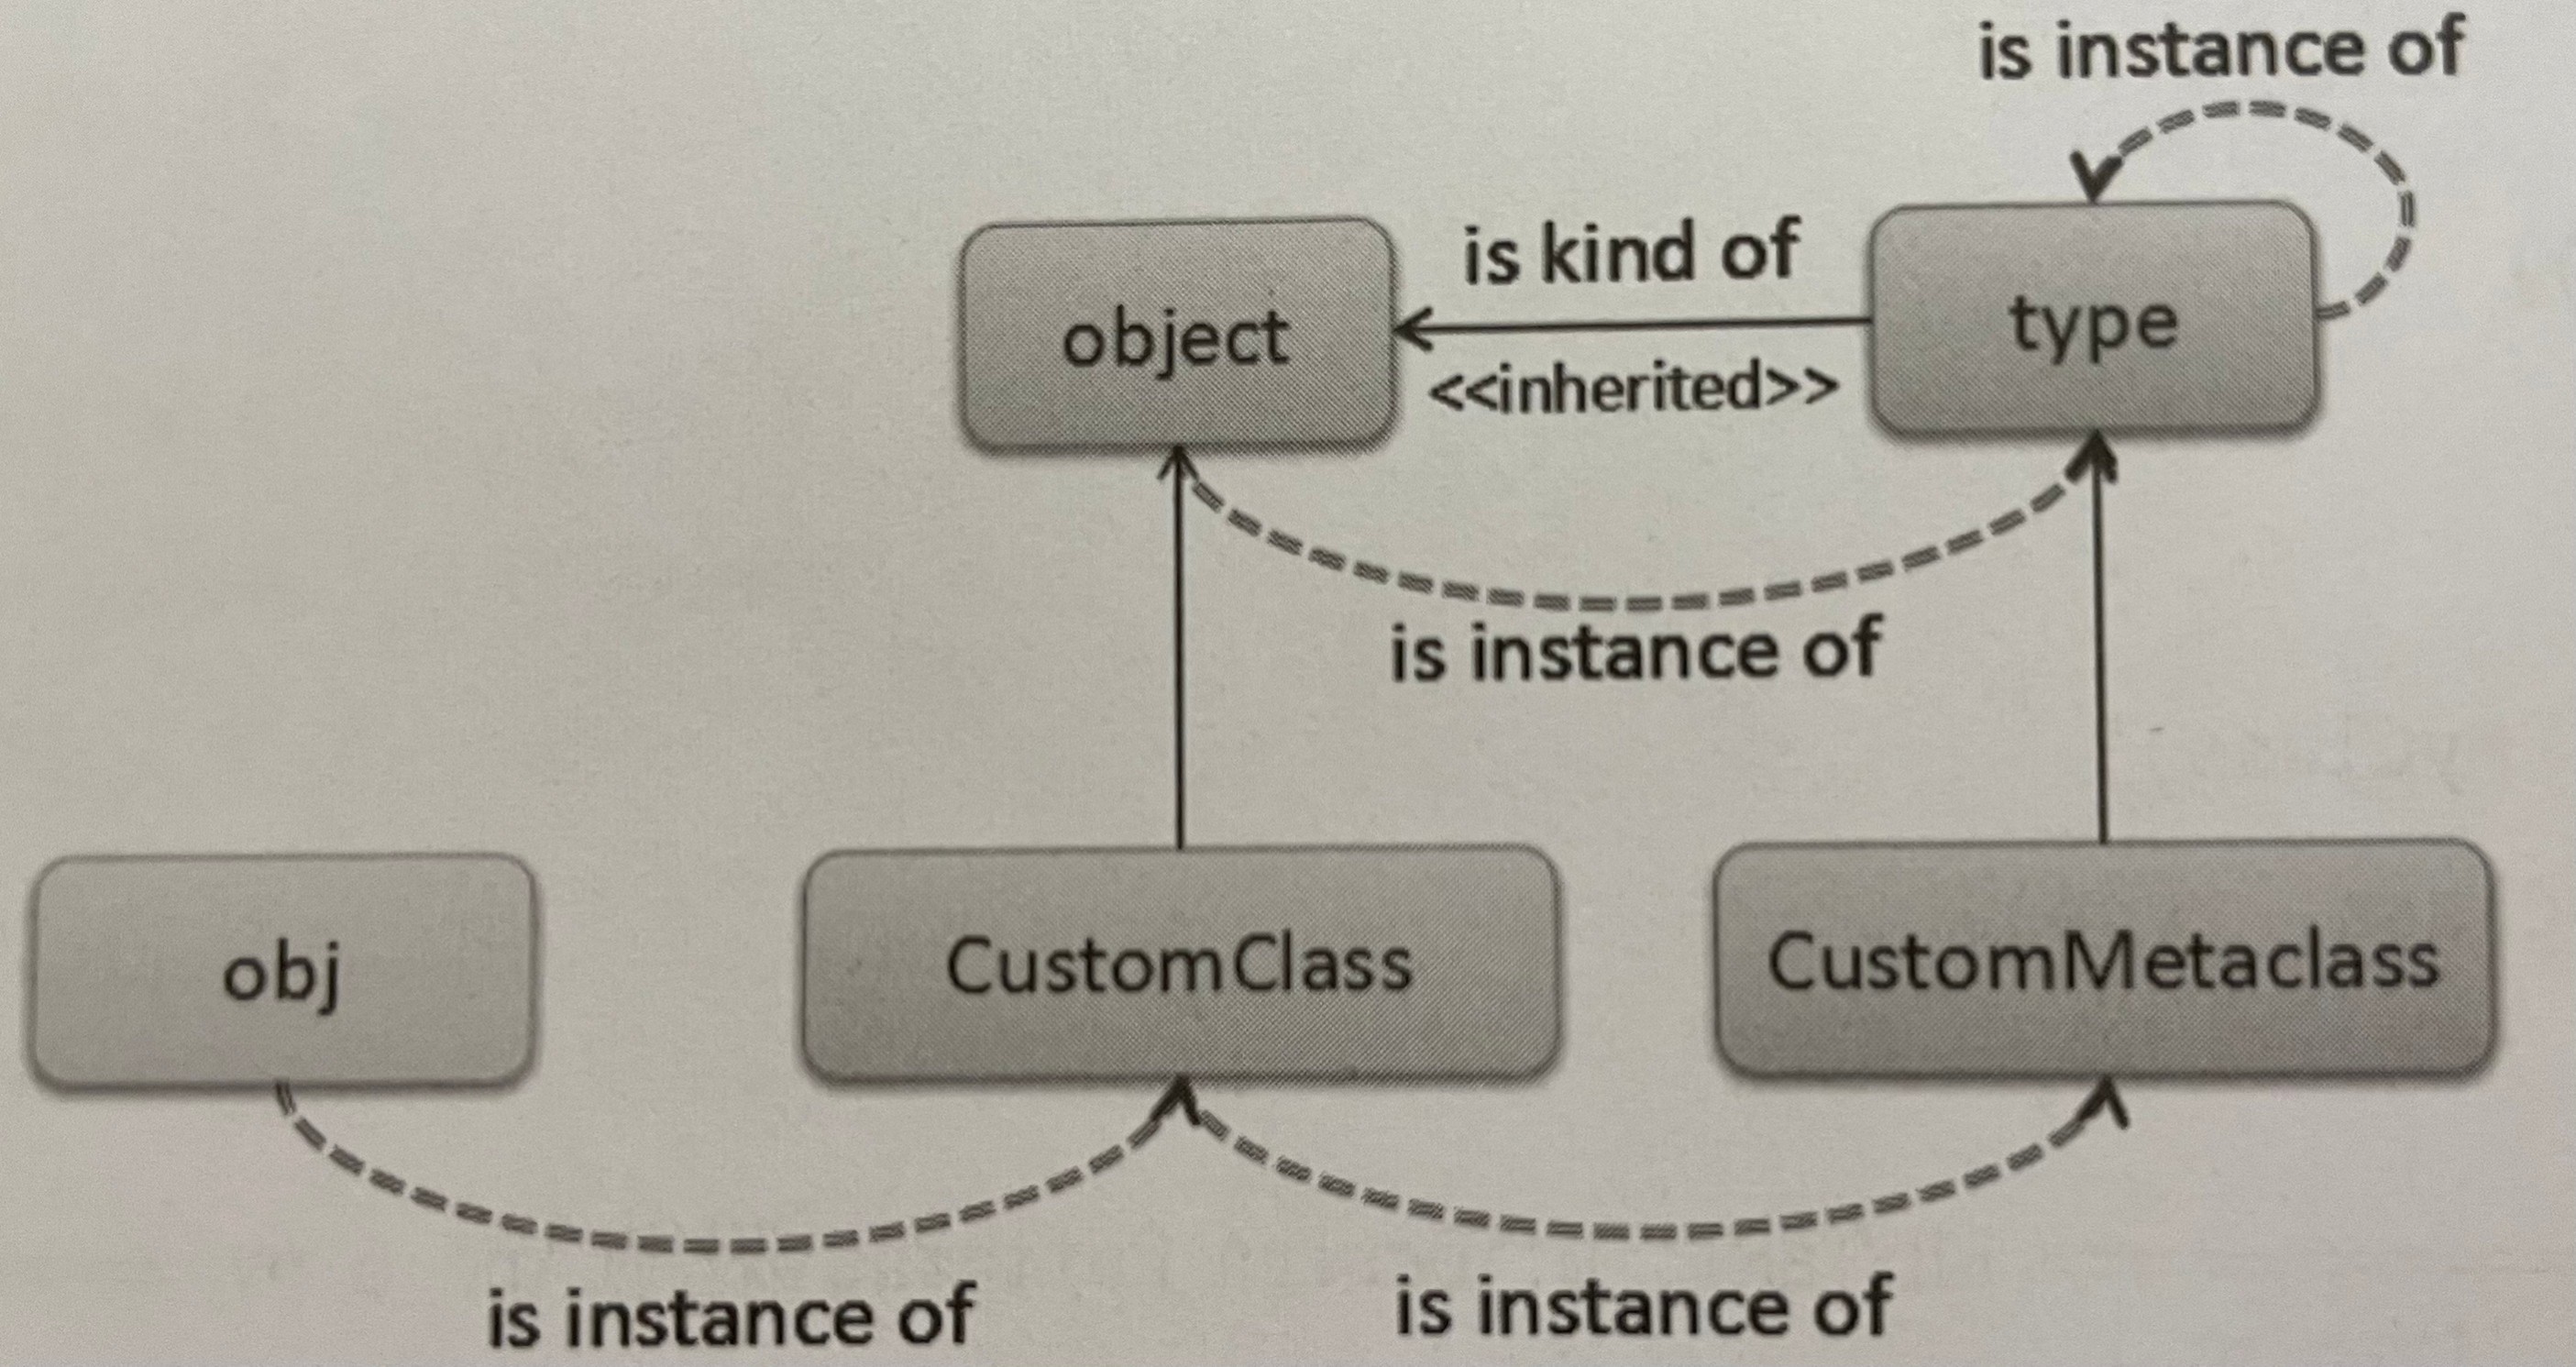 is instance of
object
is kind of
<<inherited>>
type
is instance of
obj
CustomClass
CustomMetaclass
is instance of
is instance of